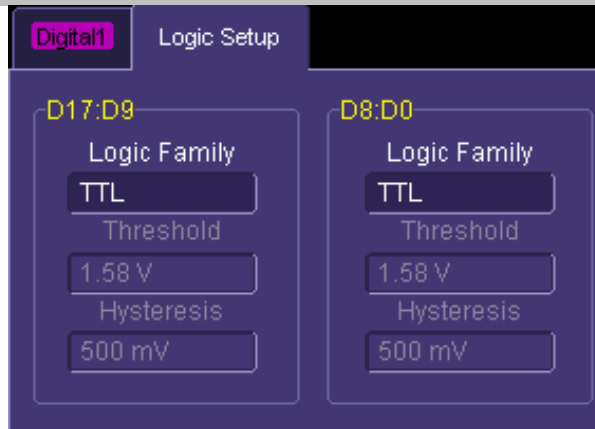 Digital1 Logic Setup
D17:D9
Logic Family
TTL
Threshold
1.58 V
Hysteresis
500 mV
D8:D0
Logic Family
TTL
Threshold
1.58 V
Hysteresis
500 mV